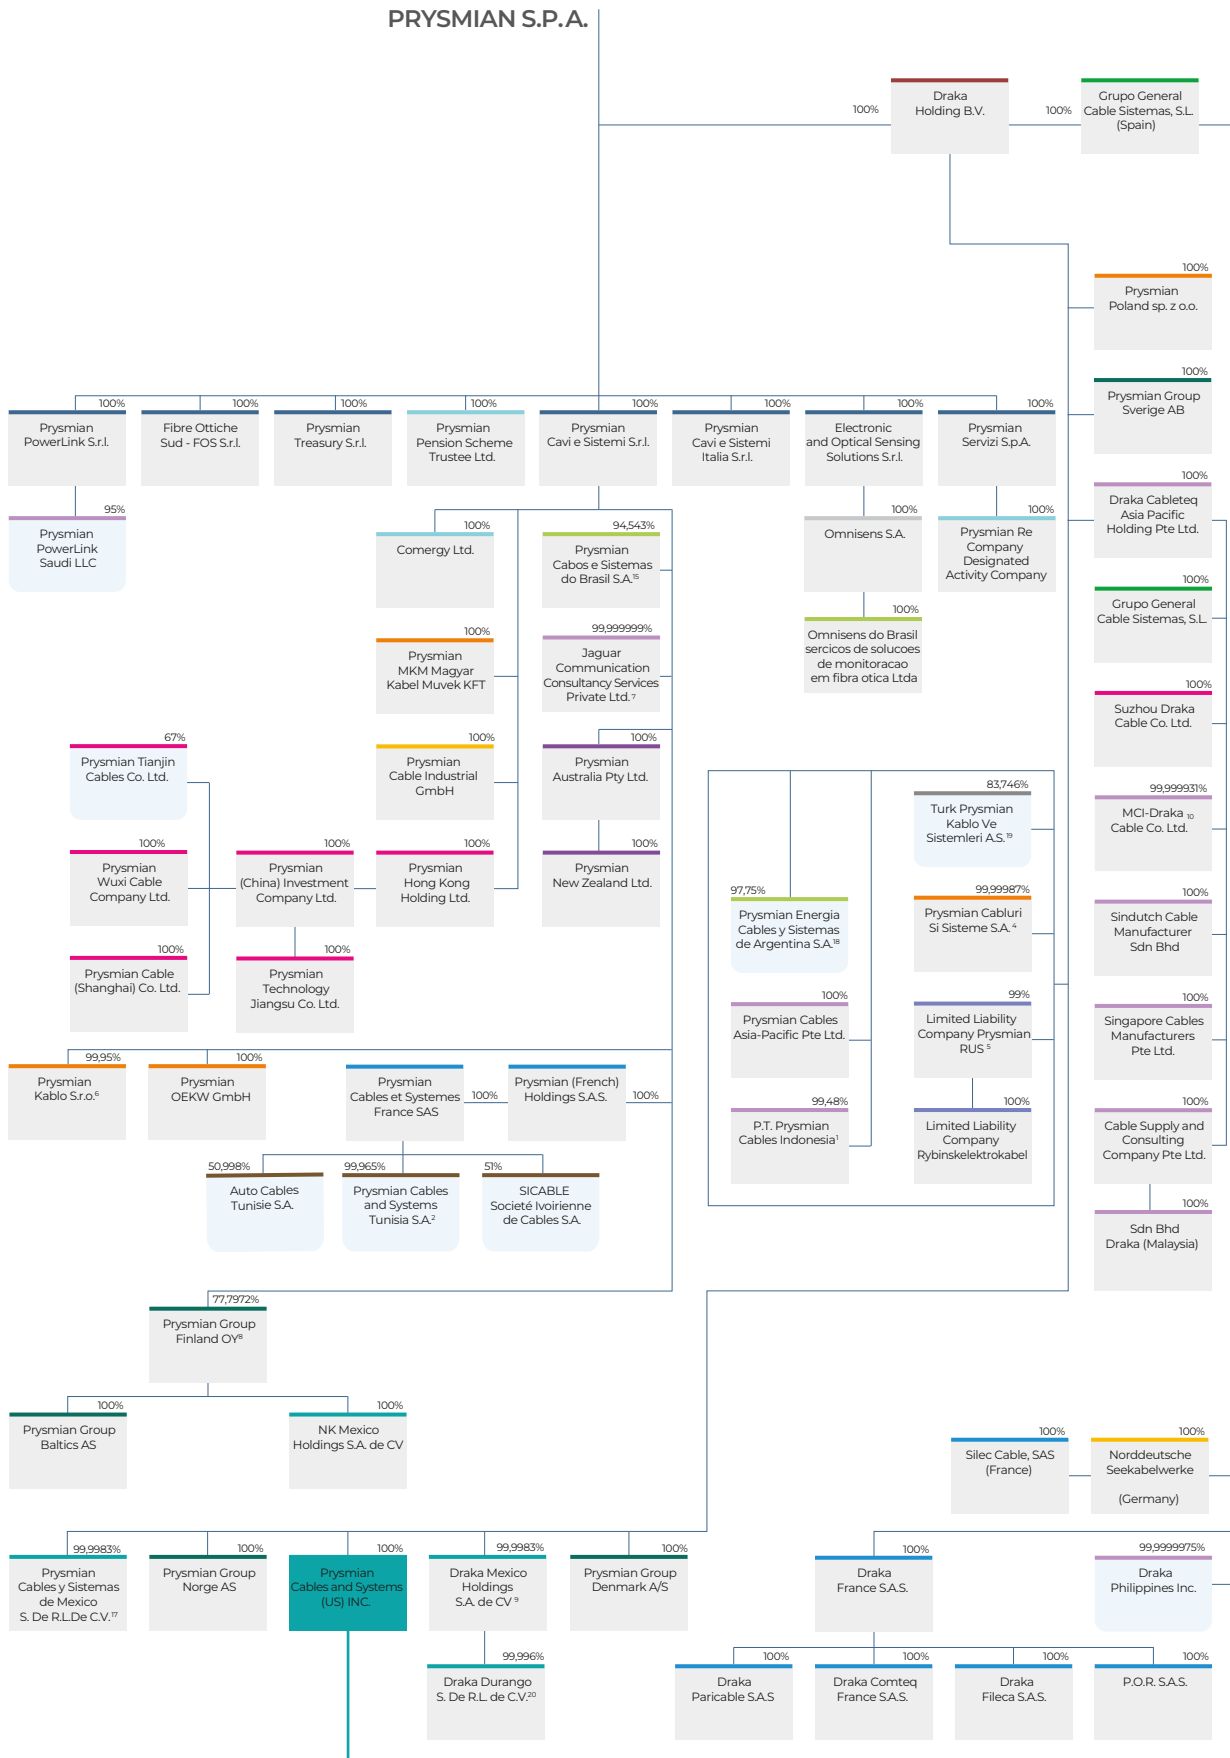 PRYSMIAN S.P.A.
100%
Draka
Holding B.V.
100%
Grupo General
Cable Sistemas, S.L.
(Spain)
100%
Prysmian
Poland sp. z o.o.
100%
Prysmian Group
Sverige AB
100%
Prysmian
PowerLink S.r.l.
100%
Fibre Ottiche
Sud - FOS S.r.l.
100%
Prysmian
Treasury S.r.l.
100%
Prysmian
Pension Scheme
Trustee Ltd.
100%
Prysmian
Cavi e Sistemi S.r.l.
100%
Prysmian
Cavi e Sistemi
Italia S.r.l.
100%
Electronic
and Optical Sensing
Solutions S.r.l.
100%
Prysmian
Servizi S.p.A.
100%
Draka Cableteq
Asia Pacific
Holding Pte Ltd.
95%
Prysmian
PowerLink
Saudi LLC
100%
Comergy Ltd.
94,543%
Prysmian
Cabos e Sistemas
do Brasil S.A.¹⁵
100%
Omnisens S.A.
100%
Prysmian Re
Company
Designated
Activity Company
100%
Grupo General
Cable Sistemas, S.L.
100%
Prysmian
MKM Magyar
Kabel Muvek KFT
99,999999%
Jaguar
Communication
Consultancy Services
Private Ltd. ⁷
100%
Omnisens do Brasil
sercicos de solucoes
de monitoracao
em fibra otica Ltda
100%
Suzhou Draka
Cable Co. Ltd.
67%
Prysmian Tianjin
Cables Co. Ltd.
100%
Prysmian
Cable Industrial
GmbH
100%
Prysmian
Australia Pty Ltd.
83,746%
Turk Prysmian
Kablo Ve
Sistemleri A.S.¹⁹
99,999931%
MCI-Draka ¹⁰
Cable Co. Ltd.
100%
Prysmian
Wuxi Cable
Company Ltd.
100%
Prysmian
(China) Investment
Company Ltd.
100%
Prysmian
Hong Kong
Holding Ltd.
100%
Prysmian
New Zealand Ltd.
97,75%
Prysmian Energia
Cables y Sistemas
de Argentina S.A.¹⁸
99,99987%
Prysmian Cabluri
Si Sisteme S.A. ⁴
100%
Sindutch Cable
Manufacturer
Sdn Bhd
100%
Prysmian Cable
(Shanghai) Co. Ltd.
100%
Prysmian
Technology
Jiangsu Co. Ltd.
100%
Prysmian Cables
Asia-Pacific Pte Ltd.
99%
Limited Liability
Company Prysmian
RUS ⁵
100%
Singapore Cables
Manufacturers
Pte Ltd.
99,95%
Prysmian
Kablo S.r.o.⁶
100%
Prysmian
OEKW GmbH
Prysmian
Cables et Systemes
France SAS
100%
Prysmian (French)
Holdings S.A.S.
100%
99,48%
P.T. Prysmian
Cables Indonesia¹
100%
Limited Liability
Company
Rybinskelektrokabel
100%
Cable Supply and
Consulting
Company Pte Ltd.
50,998%
Auto Cables
Tunisie S.A.
99,965%
Prysmian Cables
and Systems
Tunisia S.A.²
51%
SICABLE
Societé Ivoirienne
de Cables S.A.
100%
Sdn Bhd
Draka (Malaysia)
77,7972%
Prysmian Group
Finland OY⁸
100%
Prysmian Group
Baltics AS
100%
NK Mexico
Holdings S.A. de CV
100%
Silec Cable, SAS
(France)
100%
Norddeutsche
Seekabelwerke
(Germany)
99,9983%
Prysmian
Cables y Sistemas
de Mexico
S. De R.L.De C.V.¹⁷
100%
Prysmian Group
Norge AS
100%
Prysmian
Cables and Systems
(US) INC.
99,9983%
Draka Mexico
Holdings
S.A. de CV ⁹
100%
Prysmian Group
Denmark A/S
100%
Draka
France S.A.S.
99,9999975%
Draka
Philippines Inc.
99,996%
Draka Durango
S. De R.L. de C.V.²⁰
100%
Draka
Paricable S.A.S
100%
Draka Comteq
France S.A.S.
100%
Draka
Fileca S.A.S.
100%
P.O.R. S.A.S.